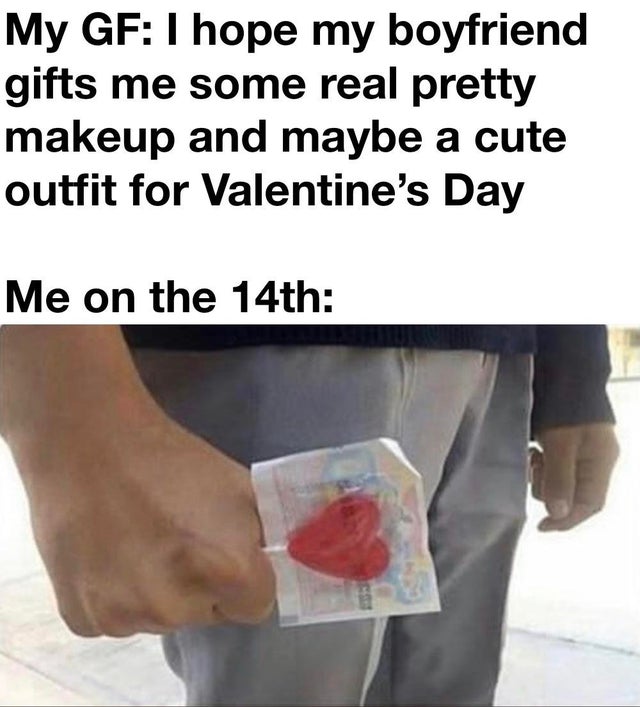 My GF: I hope my boyfriend
gifts me some real pretty
makeup and maybe a cute
outfit for Valentine’s Day
Me on the 14th: